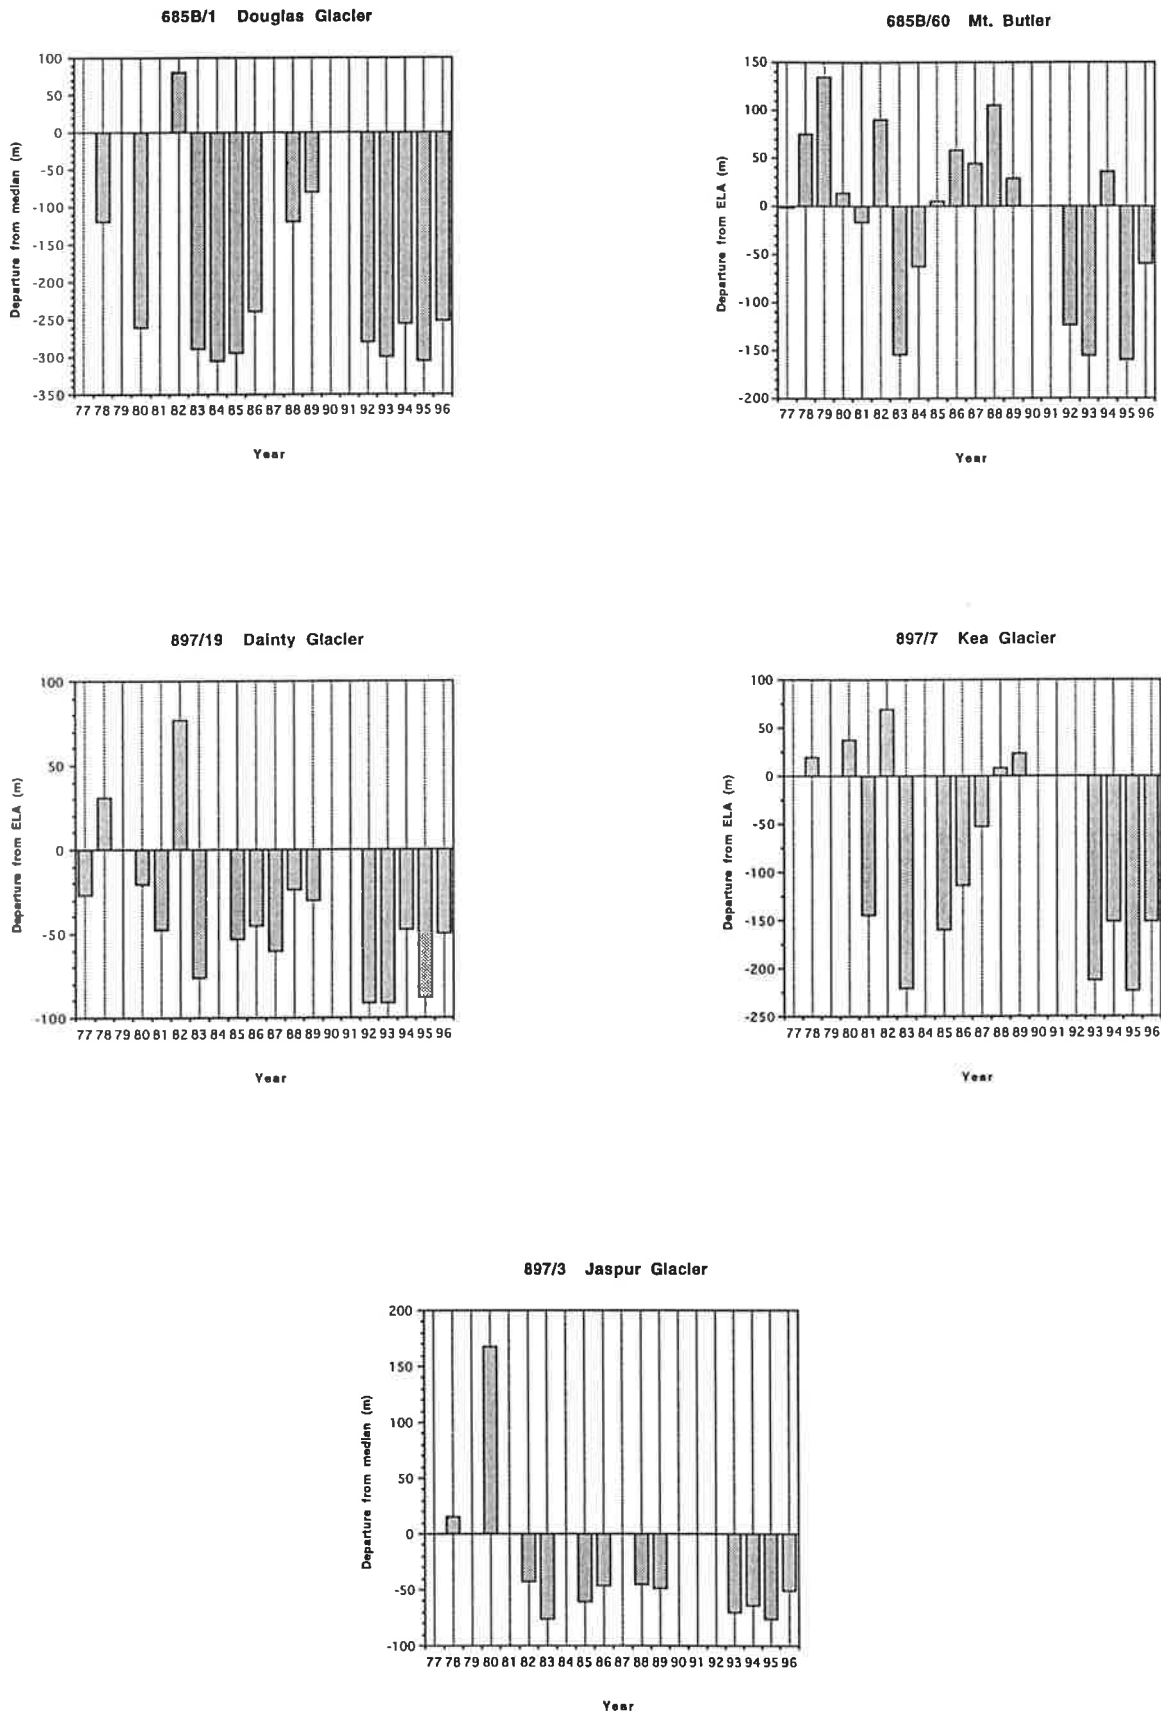 685B/1 Douglas Glacier
100
50
0
-50
-100
-150
-200
-250
-300
-350
Departure from median (m)
77 78 79 80 81 82 83 84 85 86 87 88 89 90 91 92 93 94 95 96
Year
685B/60 Mt. Butler
150
100
50
0
-50
-100
-150
-200
Departure from ELA (m)
77 78 79 80 81 82 83 84 85 86 87 88 89 90 91 92 93 94 95 96
Year
897/19 Dainty Glacier
100
50
0
-50
-100
Departure from ELA (m)
77 78 79 80 81 82 83 84 85 86 87 88 89 90 91 92 93 94 95 96
Year
897/7 Kea Glacier
100
50
0
-50
-100
-150
-200
-250
Departure from ELA (m)
77 78 79 80 81 82 83 84 85 86 87 88 89 90 91 92 93 94 95 96
Year
897/3 Jaspur Glacier
200
150
100
50
0
-50
-100
Departure from median (m)
77 78 79 80 81 82 83 84 85 86 87 88 89 90 91 92 93 94 95 96
Year